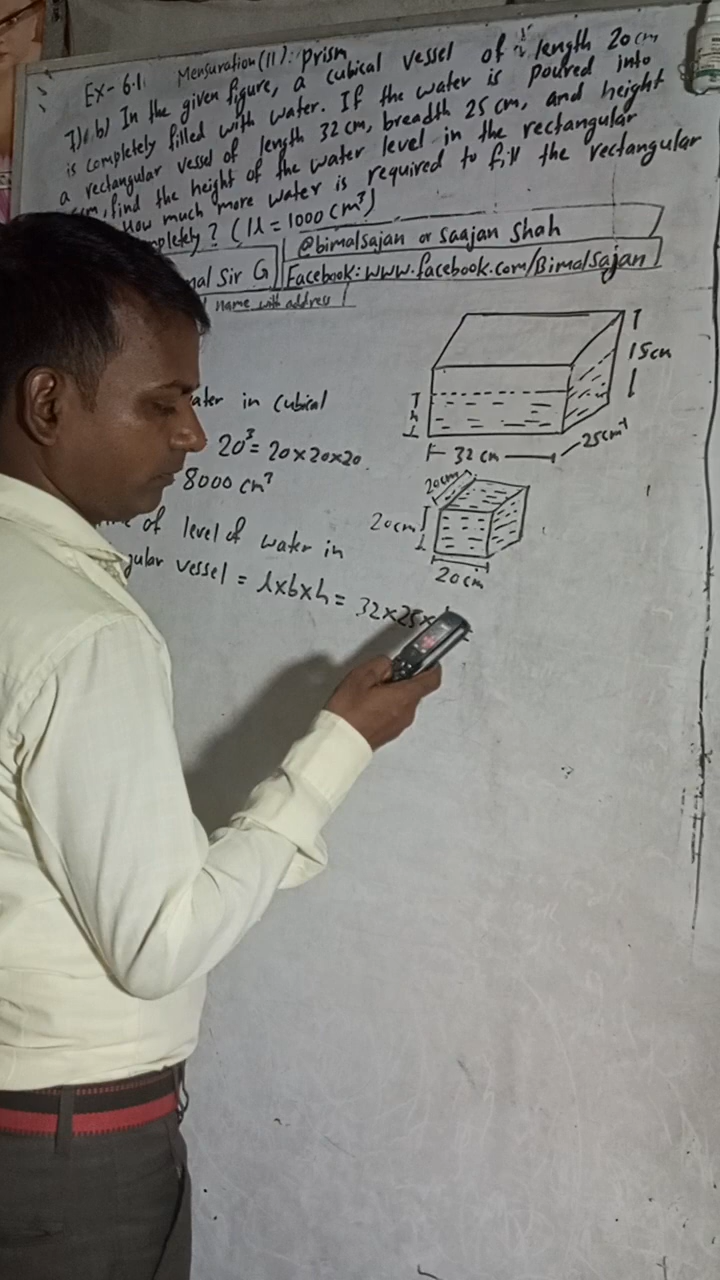 Ex- 6.1 Mensuration (II): Prism
7) b) In the given figure, a cubical vessel of length 20cm
is completely filled with water. If the water is poured into
a rectangular vessel of length 32 cm, breadth 25 cm, and height
cm, find the height of the water level in the rectangular
How much more water is required to fill the rectangular
mpletely? (1l = 1000 cm³)
@bimalsajan or Saajan Shah
mal Sir G
Facebook: www.facebook.com/Bimalsajan
name with address
15cm
h
32 cm
25cm
ater in cubical
20³ = 20×20×20
8000 cm³
20cm
20cm
20cm
of level of water in
gular vessel = l×b×h = 32×25×